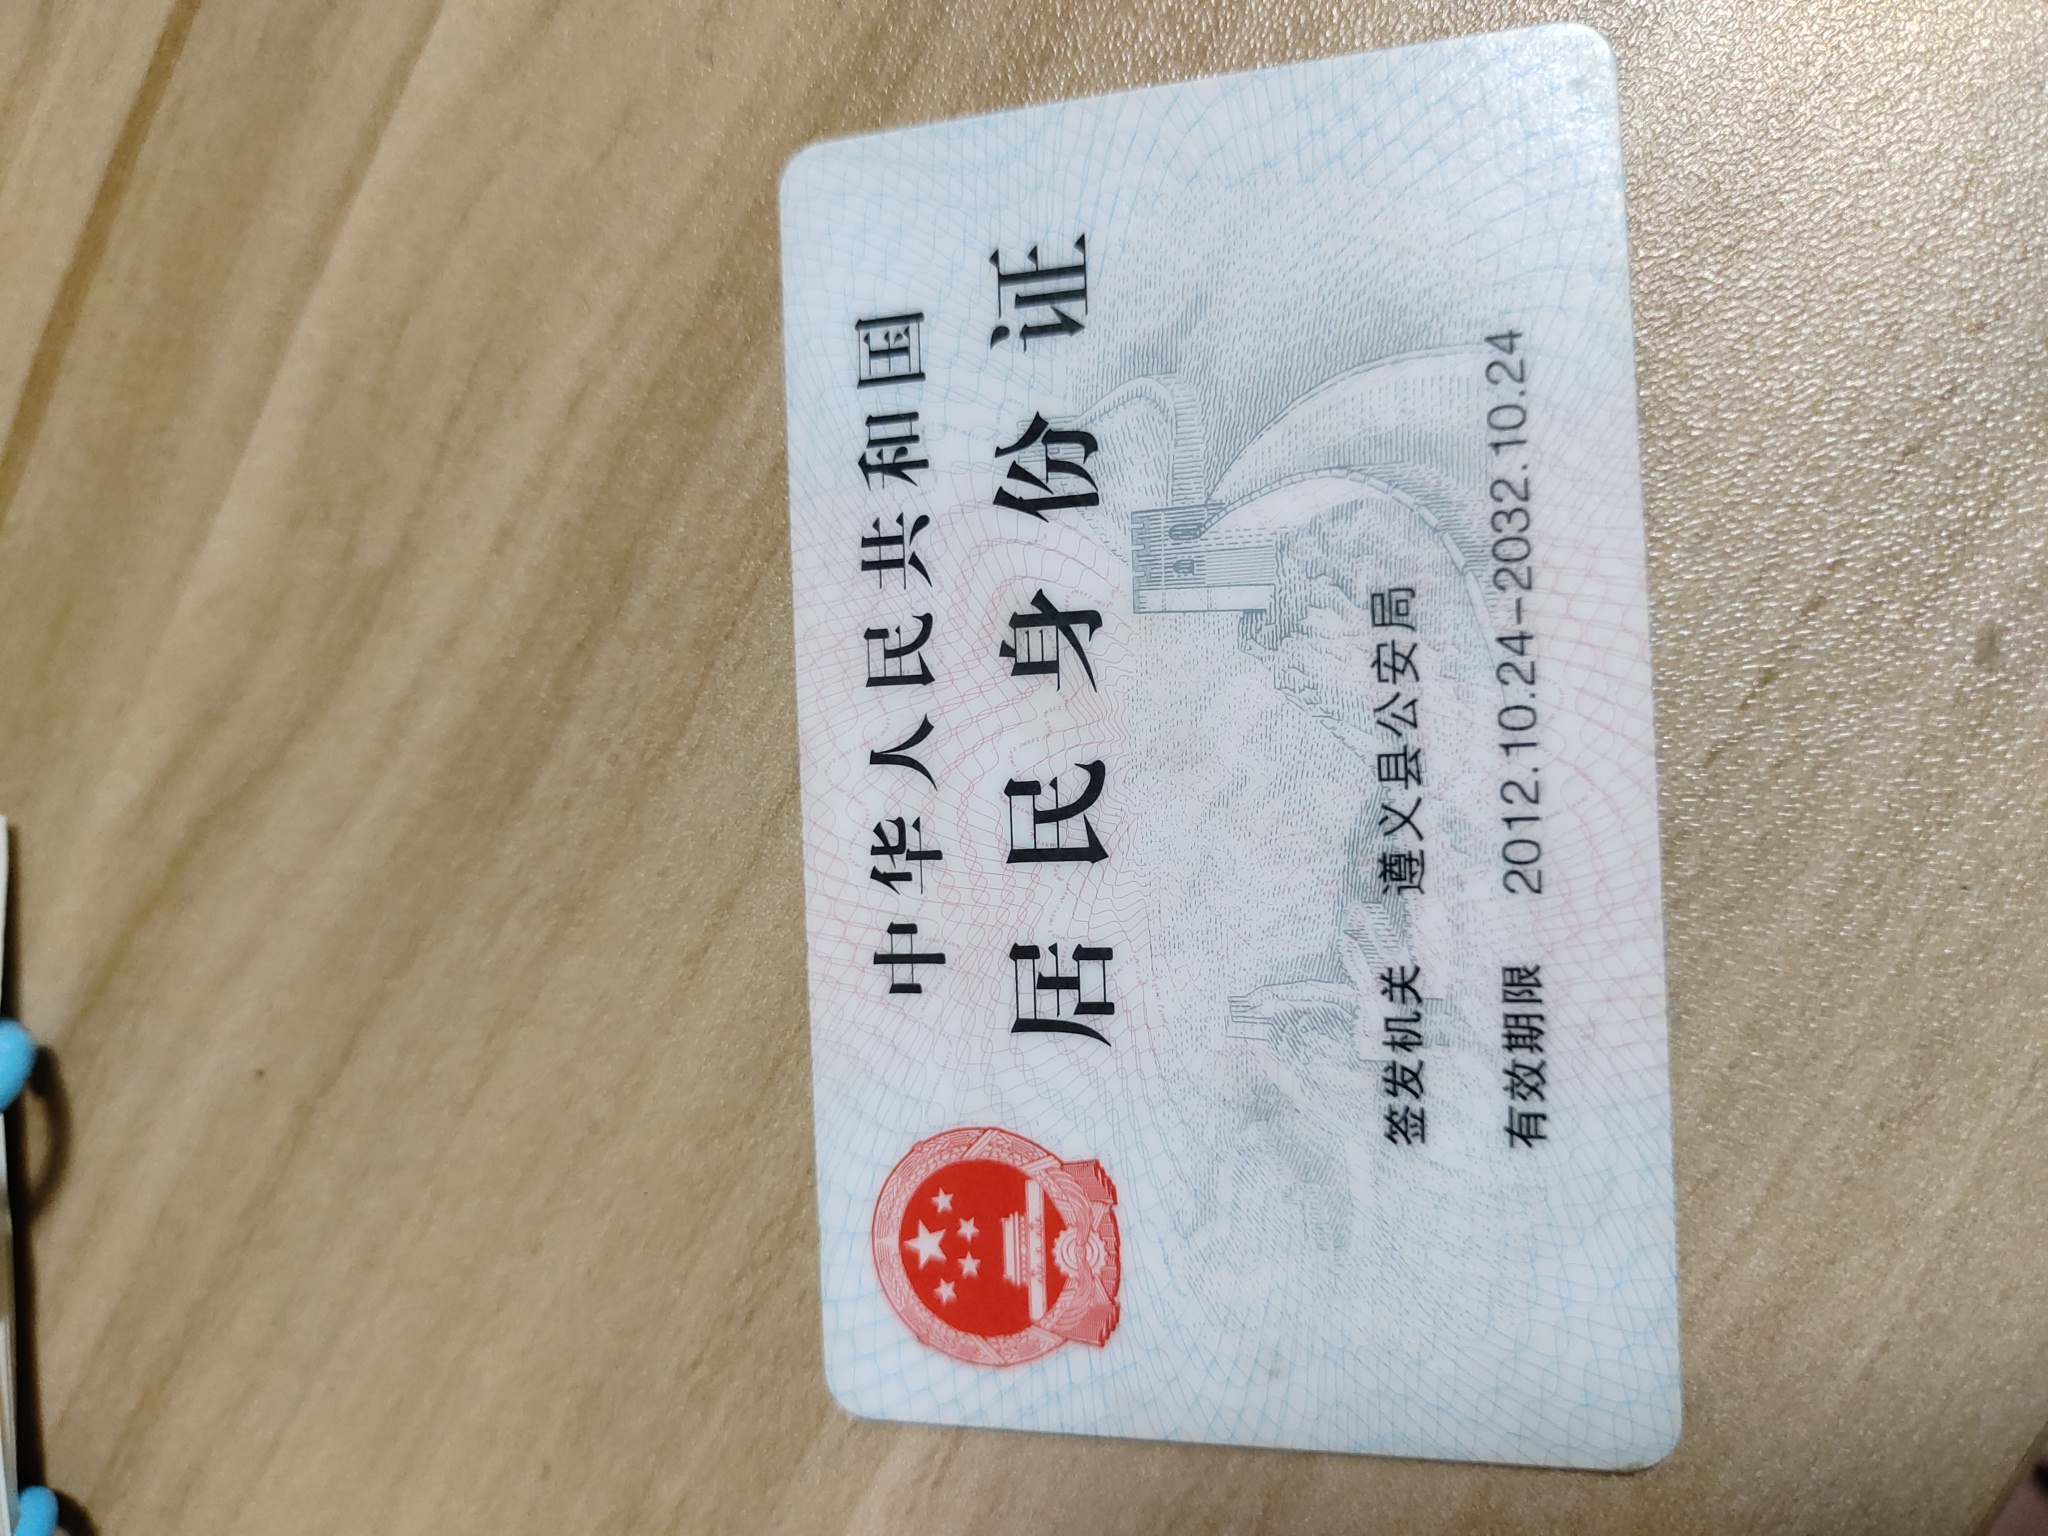 中华人民共和国
居民身份证
签发机关 遵义县公安局
有效期限 2012.10.24-2032.10.24